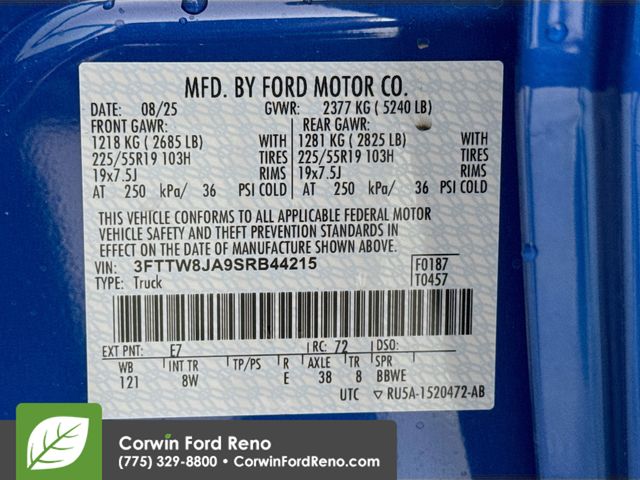 MFD. BY FORD MOTOR CO.
DATE: 08/25 GVWR: 2377 KG ( 5240 LB)
FRONT GAWR: REAR GAWR:
1218 KG ( 2685 LB) WITH 1281 KG ( 2825 LB) WITH
225/55R19 103H TIRES 225/55R19 103H TIRES
19x7.5J RIMS 19x7.5J RIMS
AT 250 kPa/ 36 PSI COLD AT 250 kPa/ 36 PSI COLD
THIS VEHICLE CONFORMS TO ALL APPLICABLE FEDERAL MOTOR
VEHICLE SAFETY AND THEFT PREVENTION STANDARDS IN
EFFECT ON THE DATE OF MANUFACTURE SHOWN ABOVE.
VIN: 3FTTW8JA9SRB44215 F0187
TYPE: Truck T0457
EXT PNT: E7 RC: 72 DSO:
WB INT TR TP/PS R AXLE TR SPR
121 8W E 38 8 BBWE
UTC ▽RU5A-1520472-AB
Corwin Ford Reno
(775) 329-8800 • CorwinFordReno.com